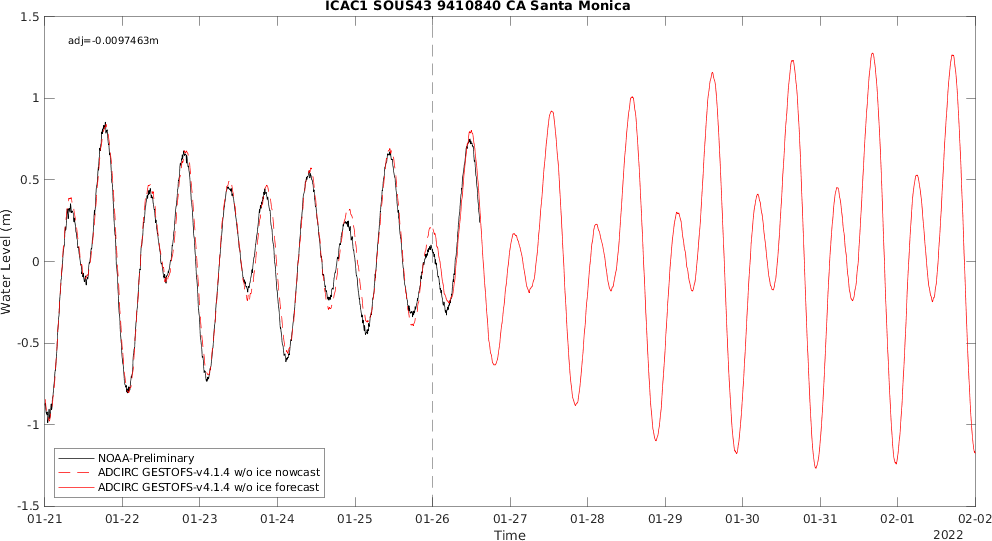 ICAC1 SOUS43 9410840 CA Santa Monica
adj=-0.0097463m
1.5
1
0.5
0
-0.5
-1
-1.5
Water Level (m)
NOAA-Preliminary
ADCIRC GESTOFS-v4.1.4 w/o ice nowcast
ADCIRC GESTOFS-v4.1.4 w/o ice forecast
01-21 01-22 01-23 01-24 01-25 01-26 01-27 01-28 01-29 01-30 01-31 02-01 02-02
Time
2022